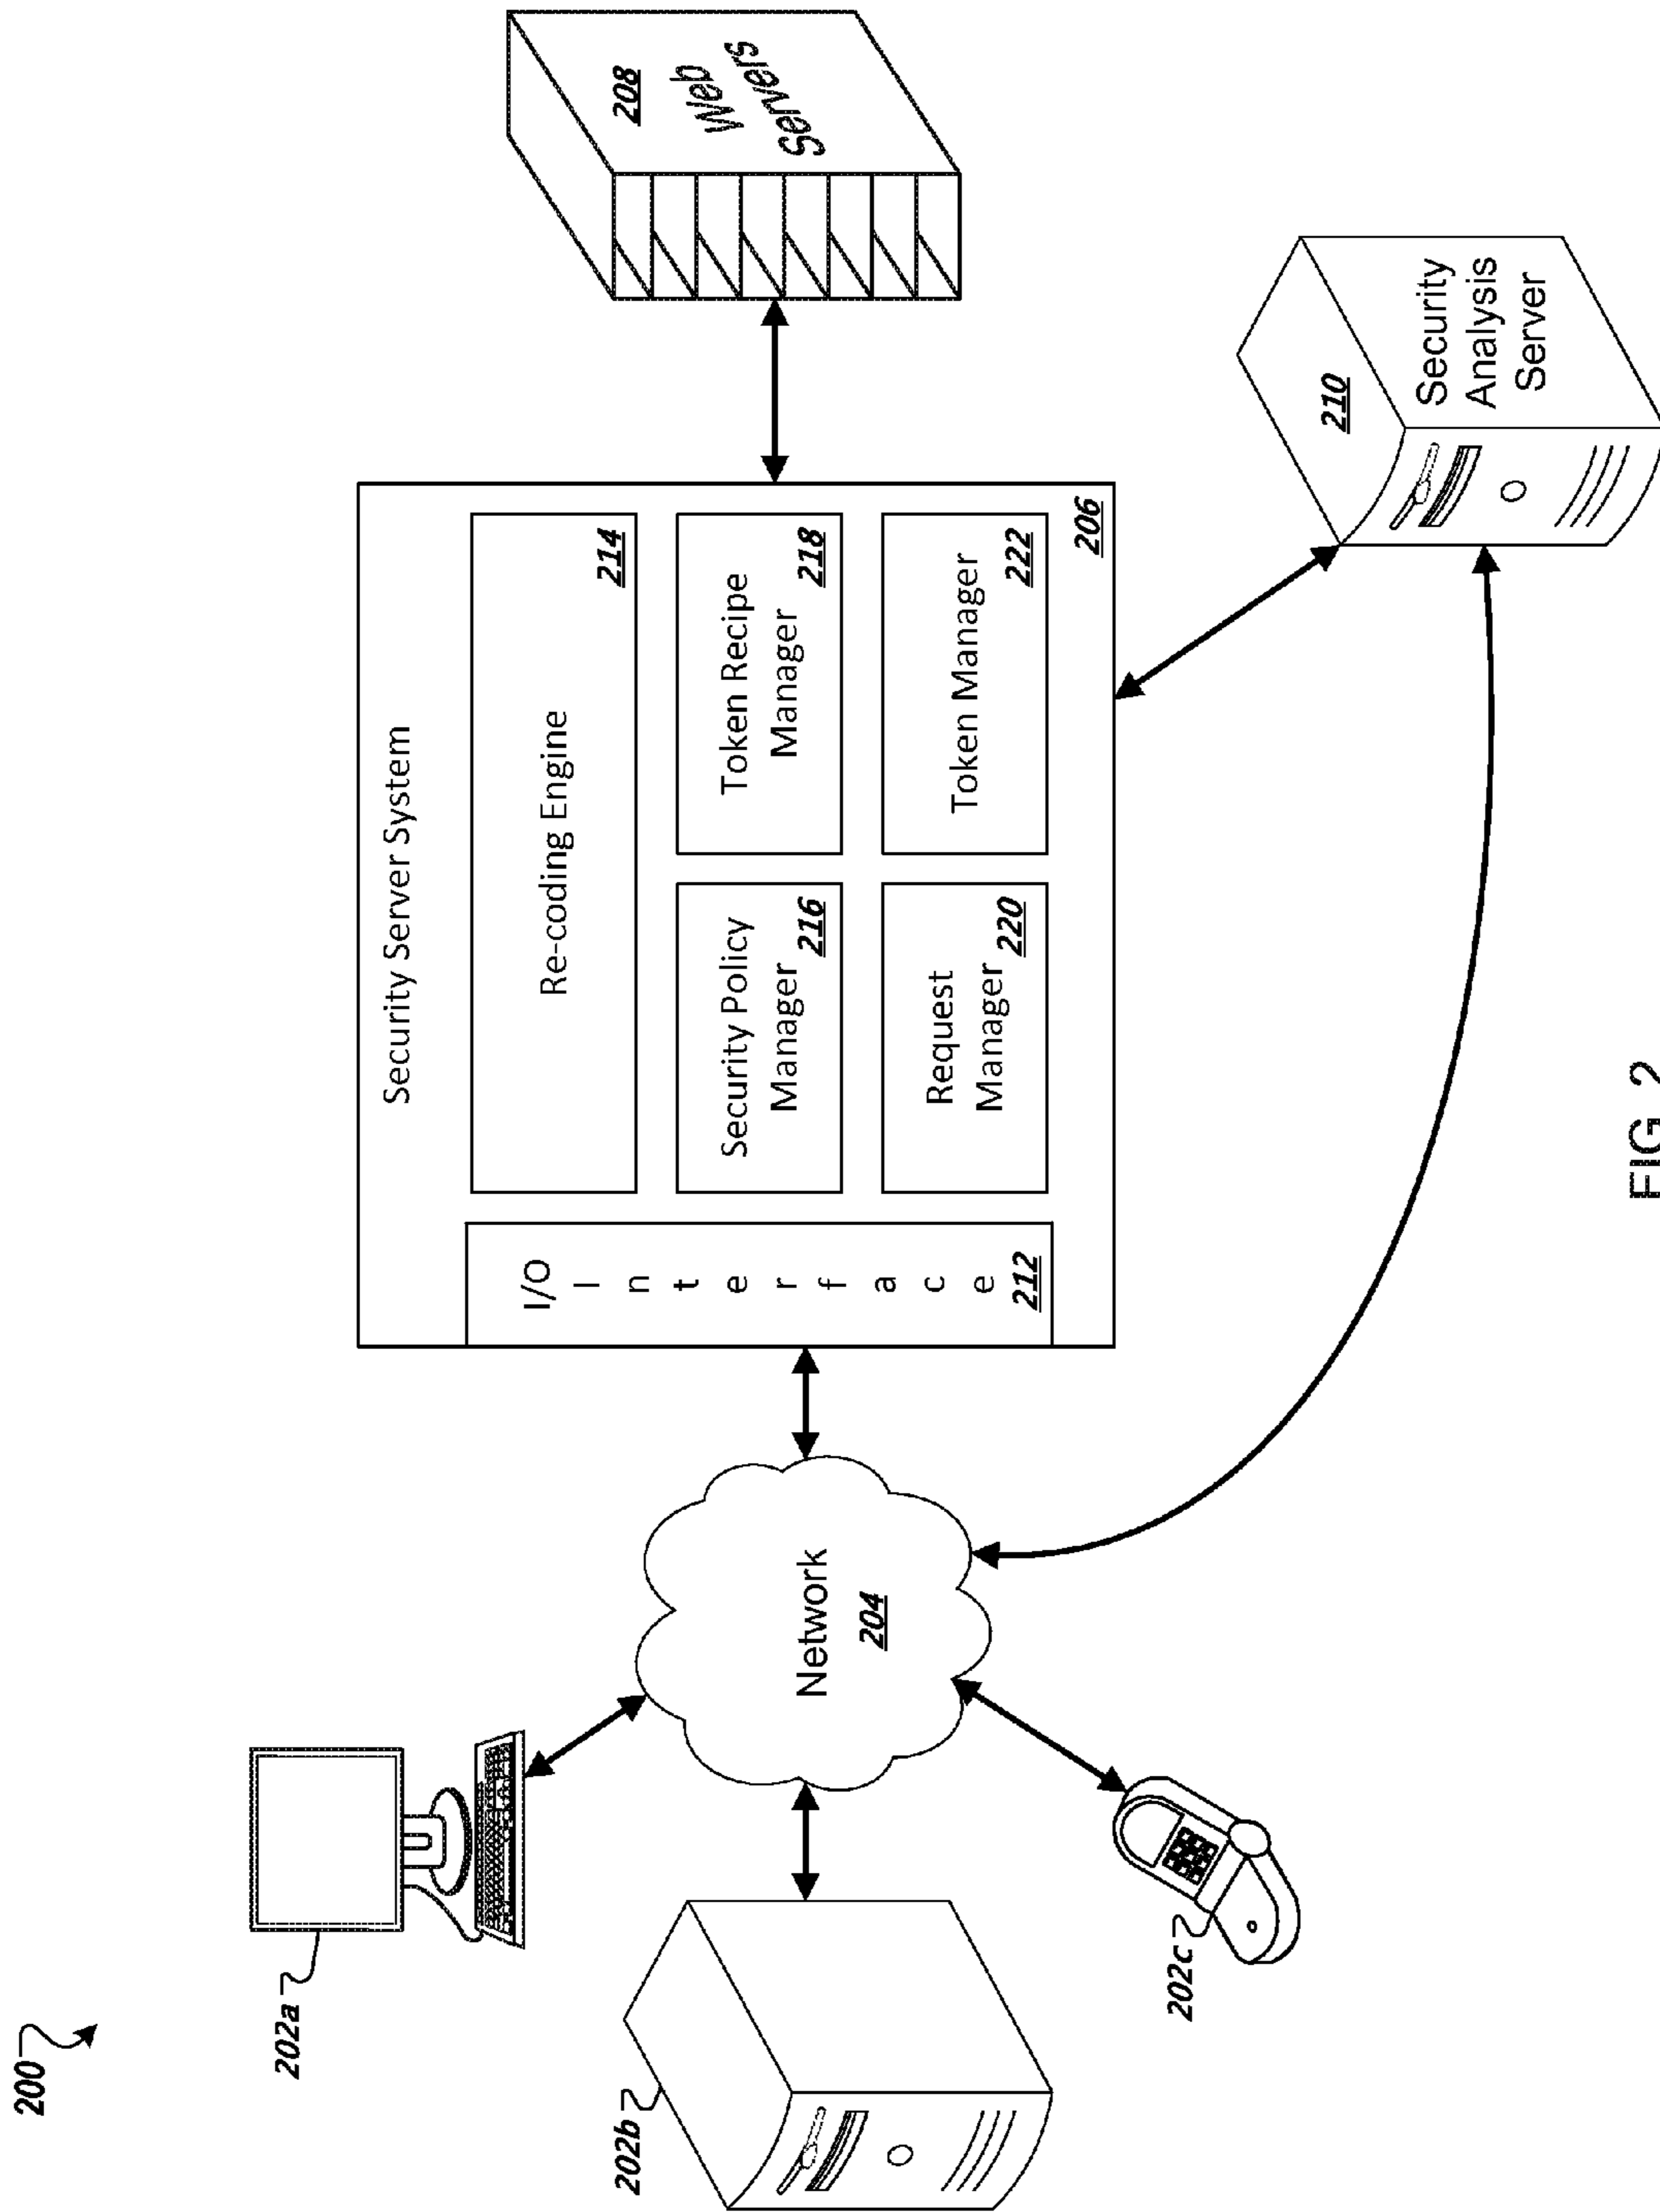 200
202a
202b
202c
Network
204
Security Server System
I/O
I
n
t
e
r
f
a
c
e
212
Re-coding Engine
214
Security Policy
Manager
216
Token Recipe
Manager
218
Request
Manager
220
Token Manager
222
206
208
Web
Servers
210
Security
Analysis
Server
FIG. 2